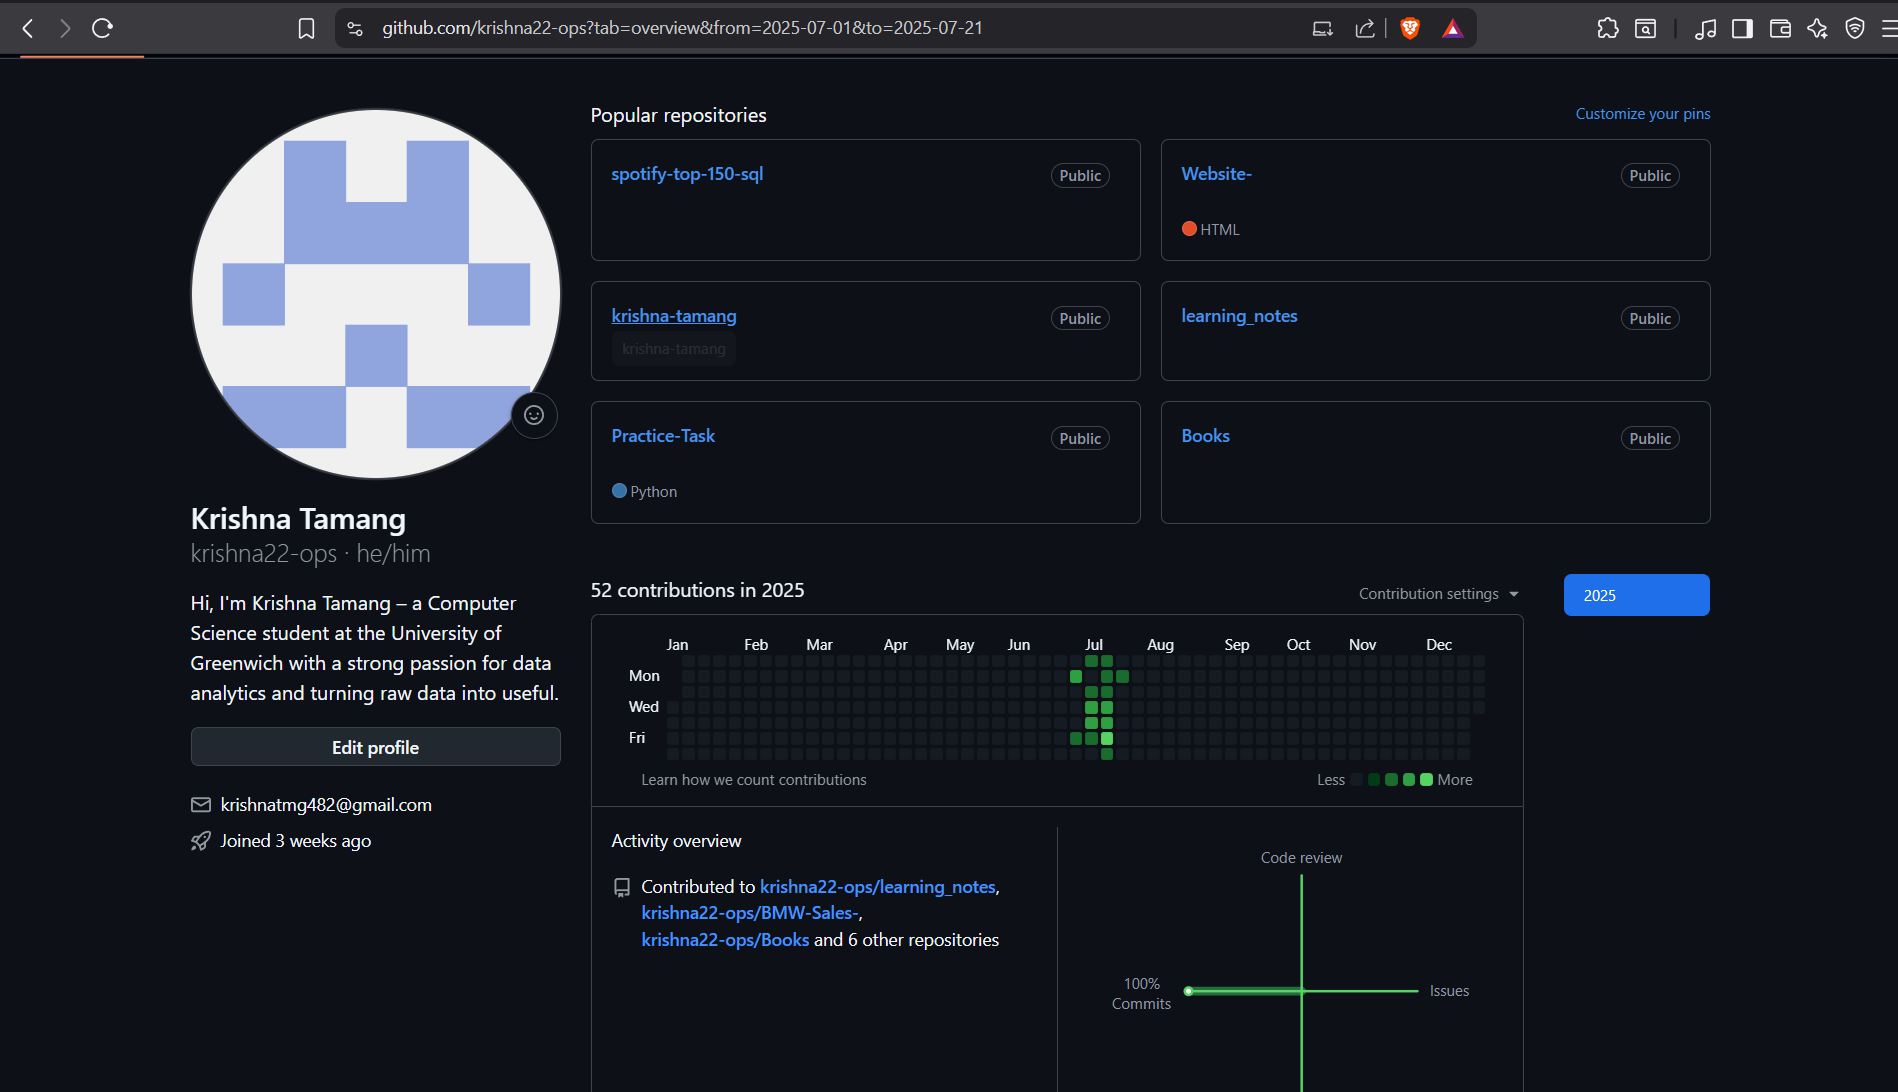 github.com/krishna22-ops?tab=overview&from=2025-07-01&to=2025-07-21
Popular repositories
Customize your pins
spotify-top-150-sql
Public
Website-
Public
HTML
krishna-tamang
Public
krishna-tamang
learning_notes
Public
Practice-Task
Public
Python
Books
Public
Krishna Tamang
krishna22-ops · he/him
Hi, I'm Krishna Tamang – a Computer
Science student at the University of
Greenwich with a strong passion for data
analytics and turning raw data into useful.
Edit profile
krishnatmg482@gmail.com
Joined 3 weeks ago
52 contributions in 2025
Contribution settings
2025
Jan Feb Mar Apr May Jun Jul Aug Sep Oct Nov Dec
Mon
Wed
Fri
Learn how we count contributions
Less
More
Activity overview
Contributed to krishna22-ops/learning_notes,
krishna22-ops/BMW-Sales-,
krishna22-ops/Books and 6 other repositories
Code review
100%
Commits
Issues